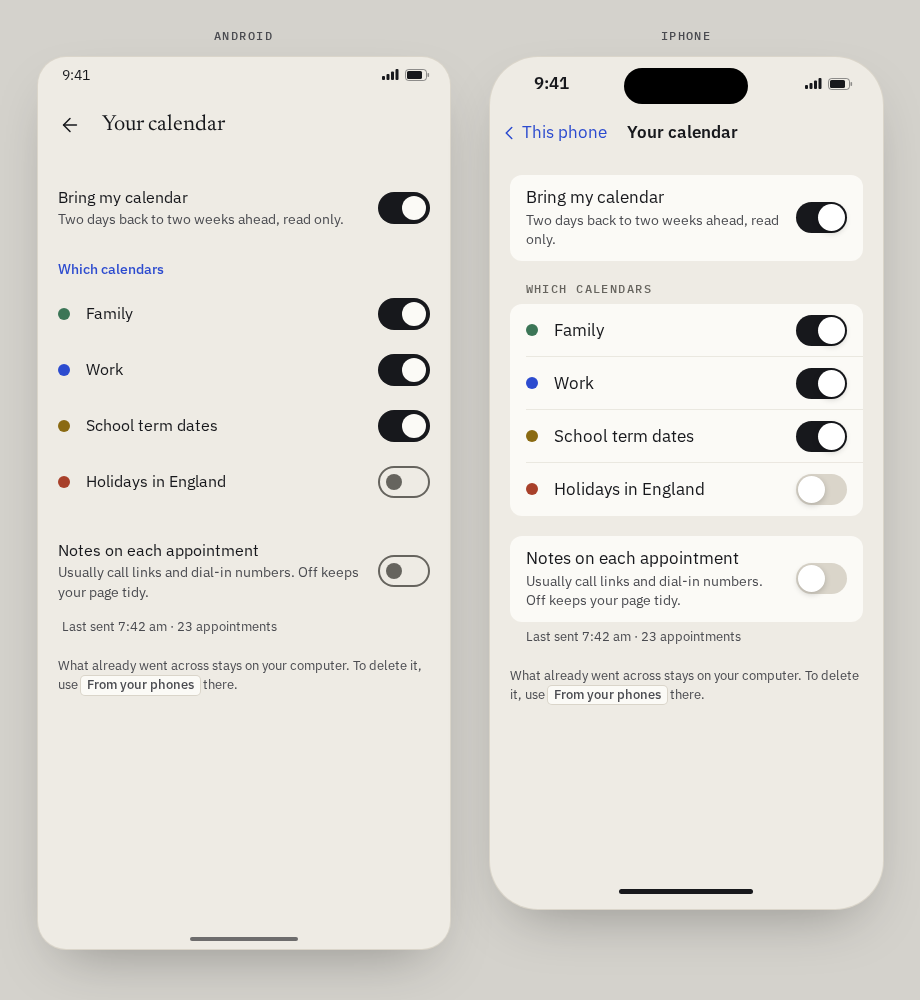 ANDROID
9:41
Your calendar
Bring my calendar
Two days back to two weeks ahead, read only.
Which calendars
Family
Work
School term dates
Holidays in England
Notes on each appointment
Usually call links and dial-in numbers. Off keeps
your page tidy.
Last sent 7:42 am · 23 appointments
What already went across stays on your computer. To delete it,
use From your phones there.
IPHONE
9:41
This phone Your calendar
Bring my calendar
Two days back to two weeks ahead, read
only.
WHICH CALENDARS
Family
Work
School term dates
Holidays in England
Notes on each appointment
Usually call links and dial-in numbers.
Off keeps your page tidy.
Last sent 7:42 am · 23 appointments
What already went across stays on your computer. To delete
it, use From your phones there.